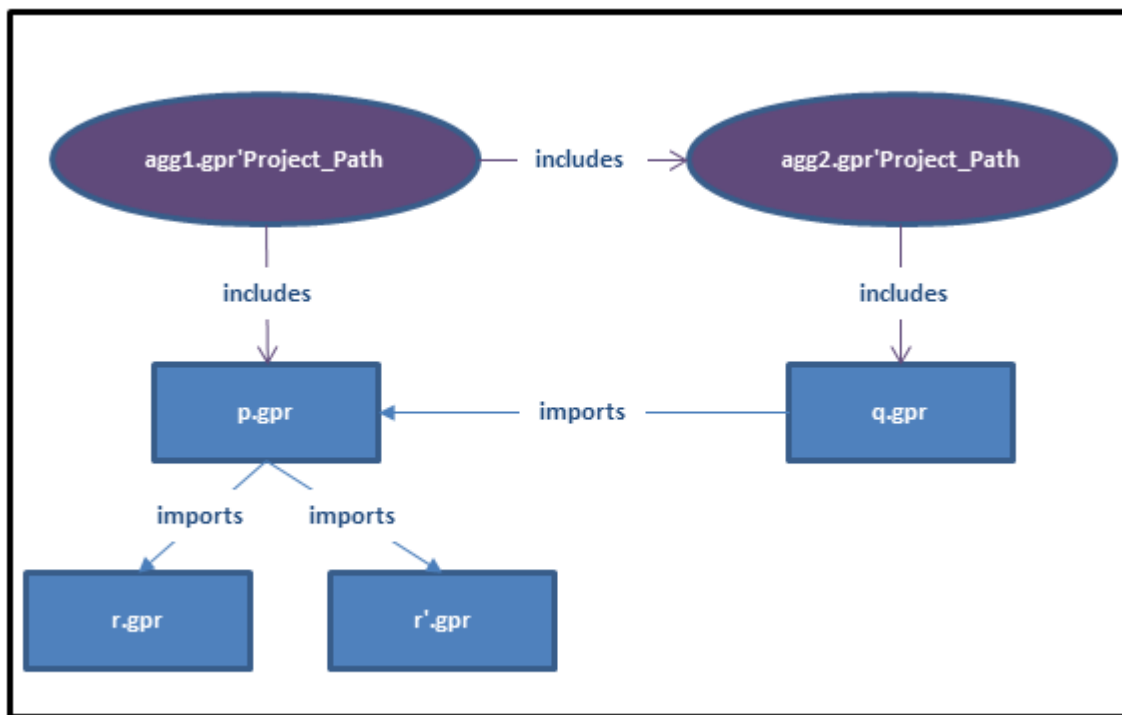 agg1.gpr'Project_Path
includes
agg2.gpr'Project_Path
includes
includes
p.gpr
imports
q.gpr
imports
imports
r.gpr
r'.gpr